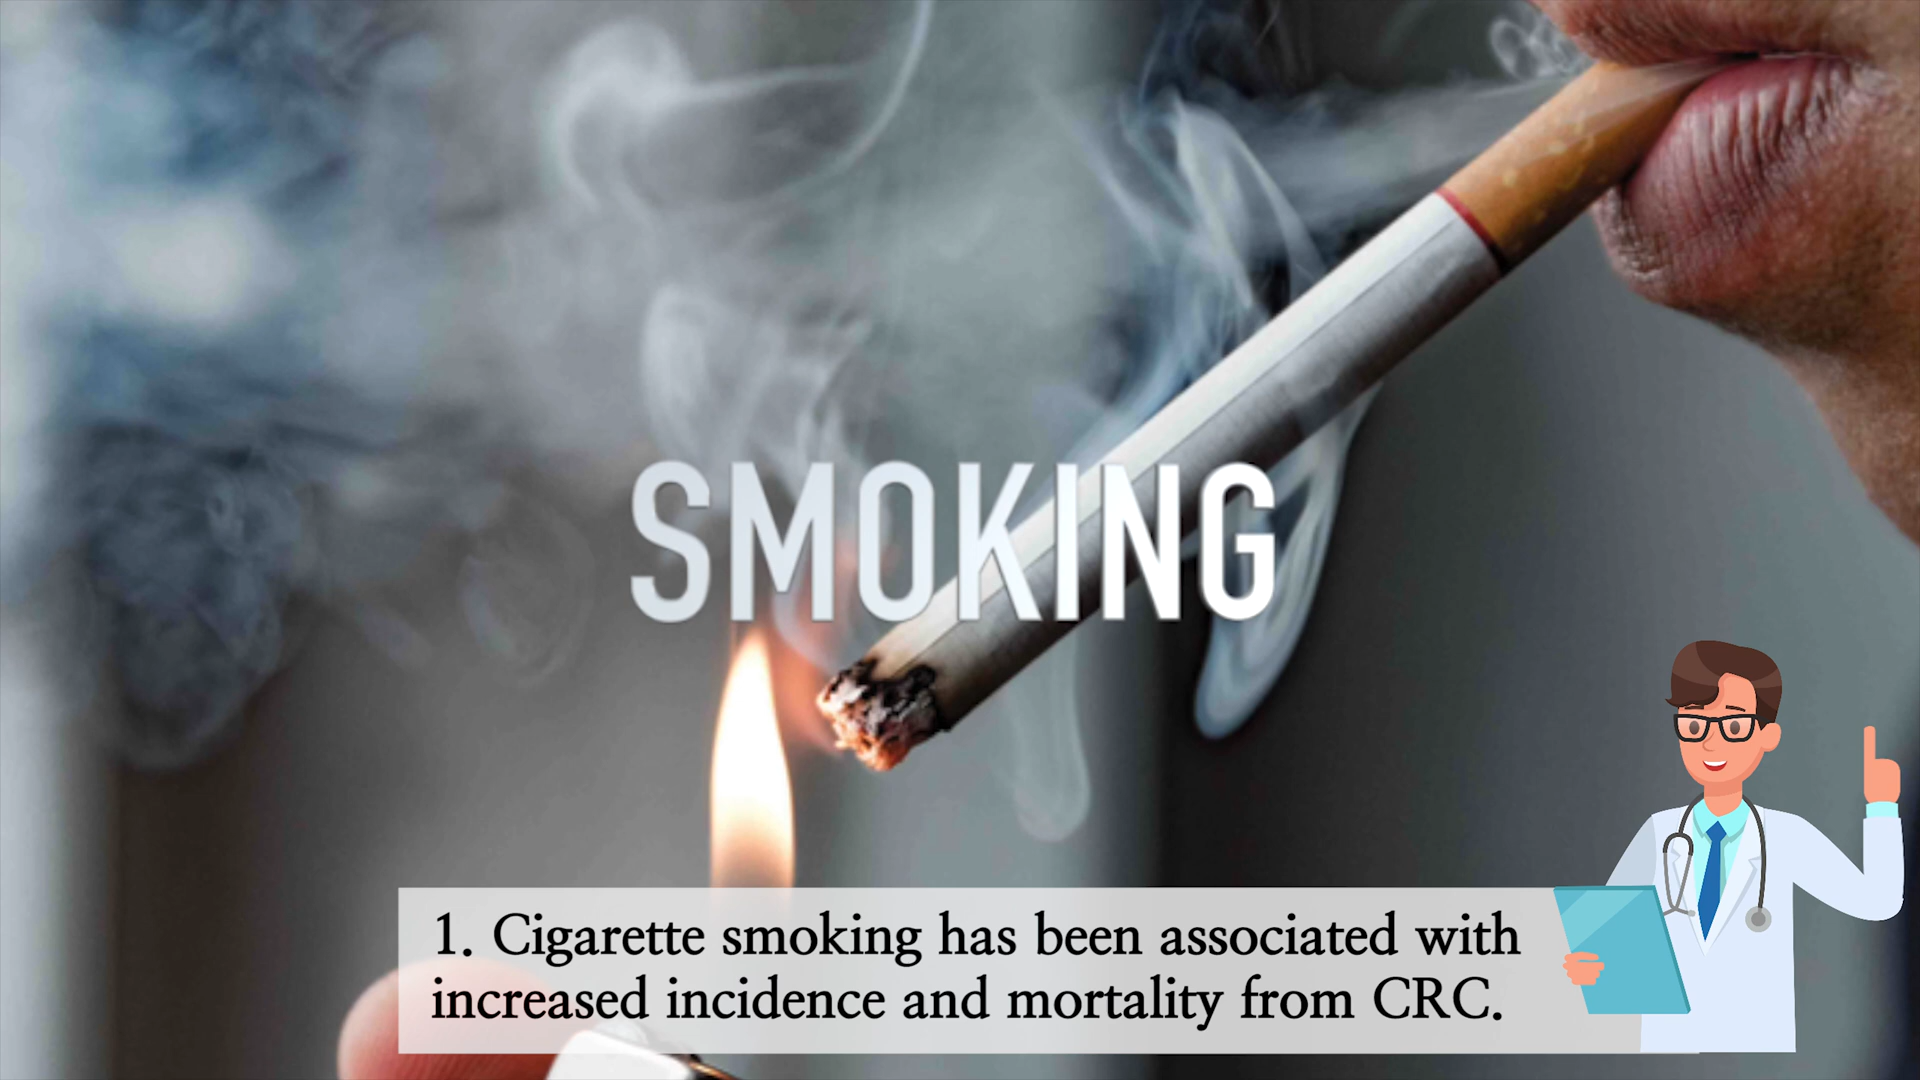 SMOKING
1. Cigarette smoking has been associated with
increased incidence and mortality from CRC.